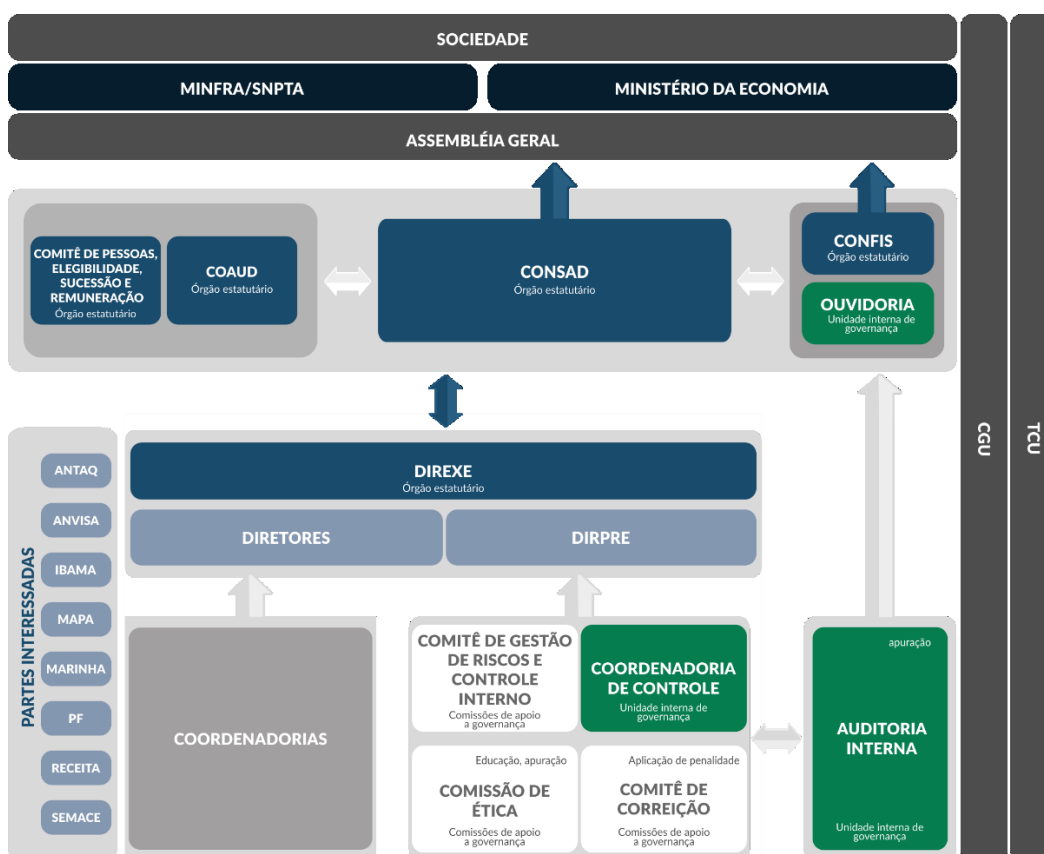 SOCIEDADE
MINFRA/SNPTA
MINISTÉRIO DA ECONOMIA
ASSEMBLÉIA GERAL
COMITÊ DE PESSOAS,
ELEGIBILIDADE,
SUCESSÃO E
REMUNERAÇÃO
Órgão estatutário
COAUD
Órgão estatutário
CONSAD
Órgão estatutário
CONFIS
Órgão estatutário
OUVIDORIA
Unidade interna de
governança
CGU
TCU
PARTES INTERESSADAS
ANTAQ
ANVISA
IBAMA
MAPA
MARINHA
PF
RECEITA
SEMACE
DIREXE
Órgão estatutário
DIRETORES
DIRPRE
COORDENADORIAS
COMITÊ DE GESTÃO
DE RISCOS E
CONTROLE
INTERNO
Comissões de apoio
a governança
COORDENADORIA
DE CONTROLE
Unidade interna de
governança
Educação, apuração
COMISSÃO DE
ÉTICA
Comissões de apoio
a governança
Aplicação de penalidade
COMITÊ DE
CORREIÇÃO
Comissões de apoio
a governança
apuração
AUDITORIA
INTERNA
Unidade interna de
governança